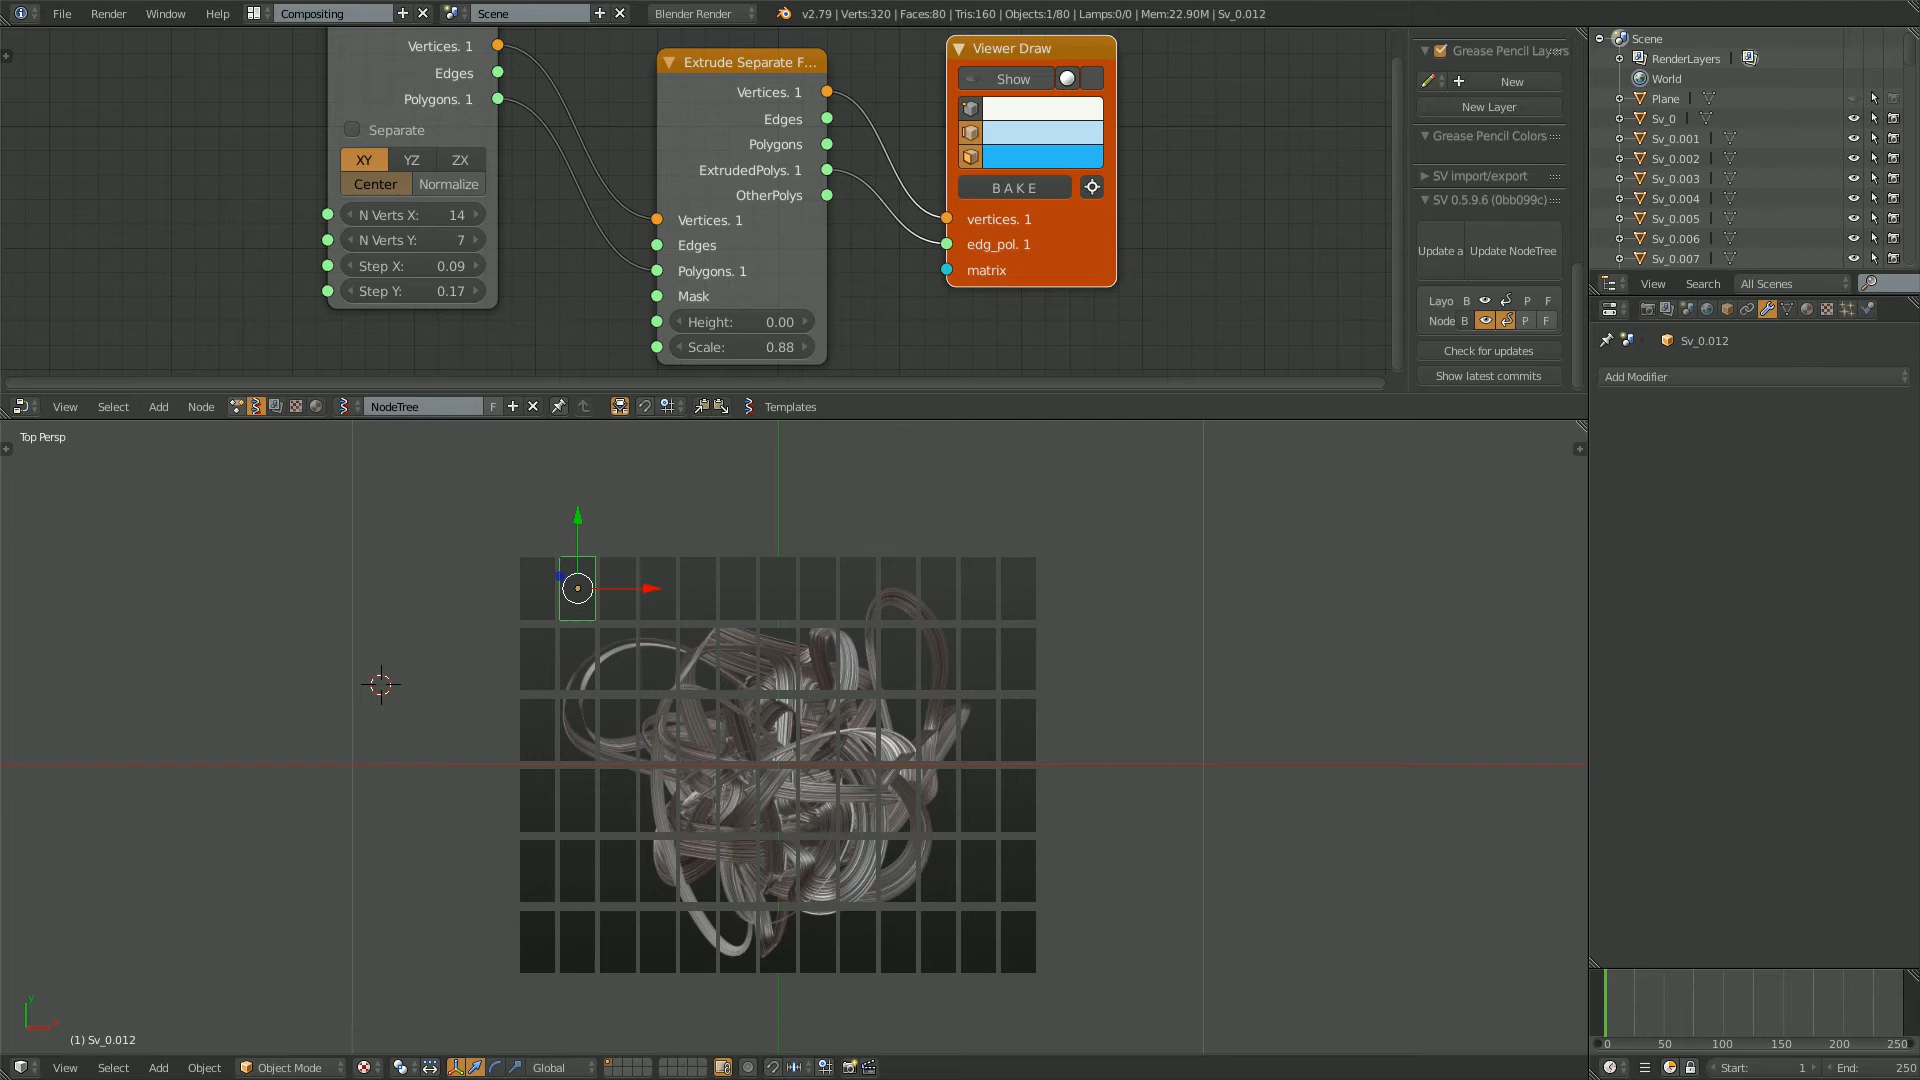 File Render Window Help Compositing Scene Blender Render v2.79 | Verts:320 | Faces:80 | Tris:160 | Objects:1/80 | Lamps:0/0 | Mem:22.90M | Sv_0.012
Vertices. 1
Edges
Polygons. 1
Separate
XY YZ ZX
Center Normalize
N Verts X: 14
N Verts Y: 7
Step X: 0.09
Step Y: 0.17
Extrude Separate F...
Vertices. 1
Edges
Polygons
ExtrudedPolys. 1
OtherPolys
Vertices. 1
Edges
Polygons. 1
Mask
Height: 0.00
Scale: 0.88
Viewer Draw
Show
BAKE
vertices. 1
edg_pol. 1
matrix
Grease Pencil Layers
New
New Layer
Grease Pencil Colors
SV import/export
SV 0.5.9.6 (0bb099c)
Update a Update NodeTree
Layo B P F
Node B P F
Check for updates
Show latest commits
Scene
RenderLayers
World
Plane
Sv_0
Sv_0.001
Sv_0.002
Sv_0.003
Sv_0.004
Sv_0.005
Sv_0.006
Sv_0.007
View Search All Scenes
Sv_0.012
Add Modifier
View Select Add Node NodeTree F Templates
Top Persp
y
(1) Sv_0.012
0 50 100 150 200 250
View Select Add Object Object Mode Global
Start: 1 End: 250